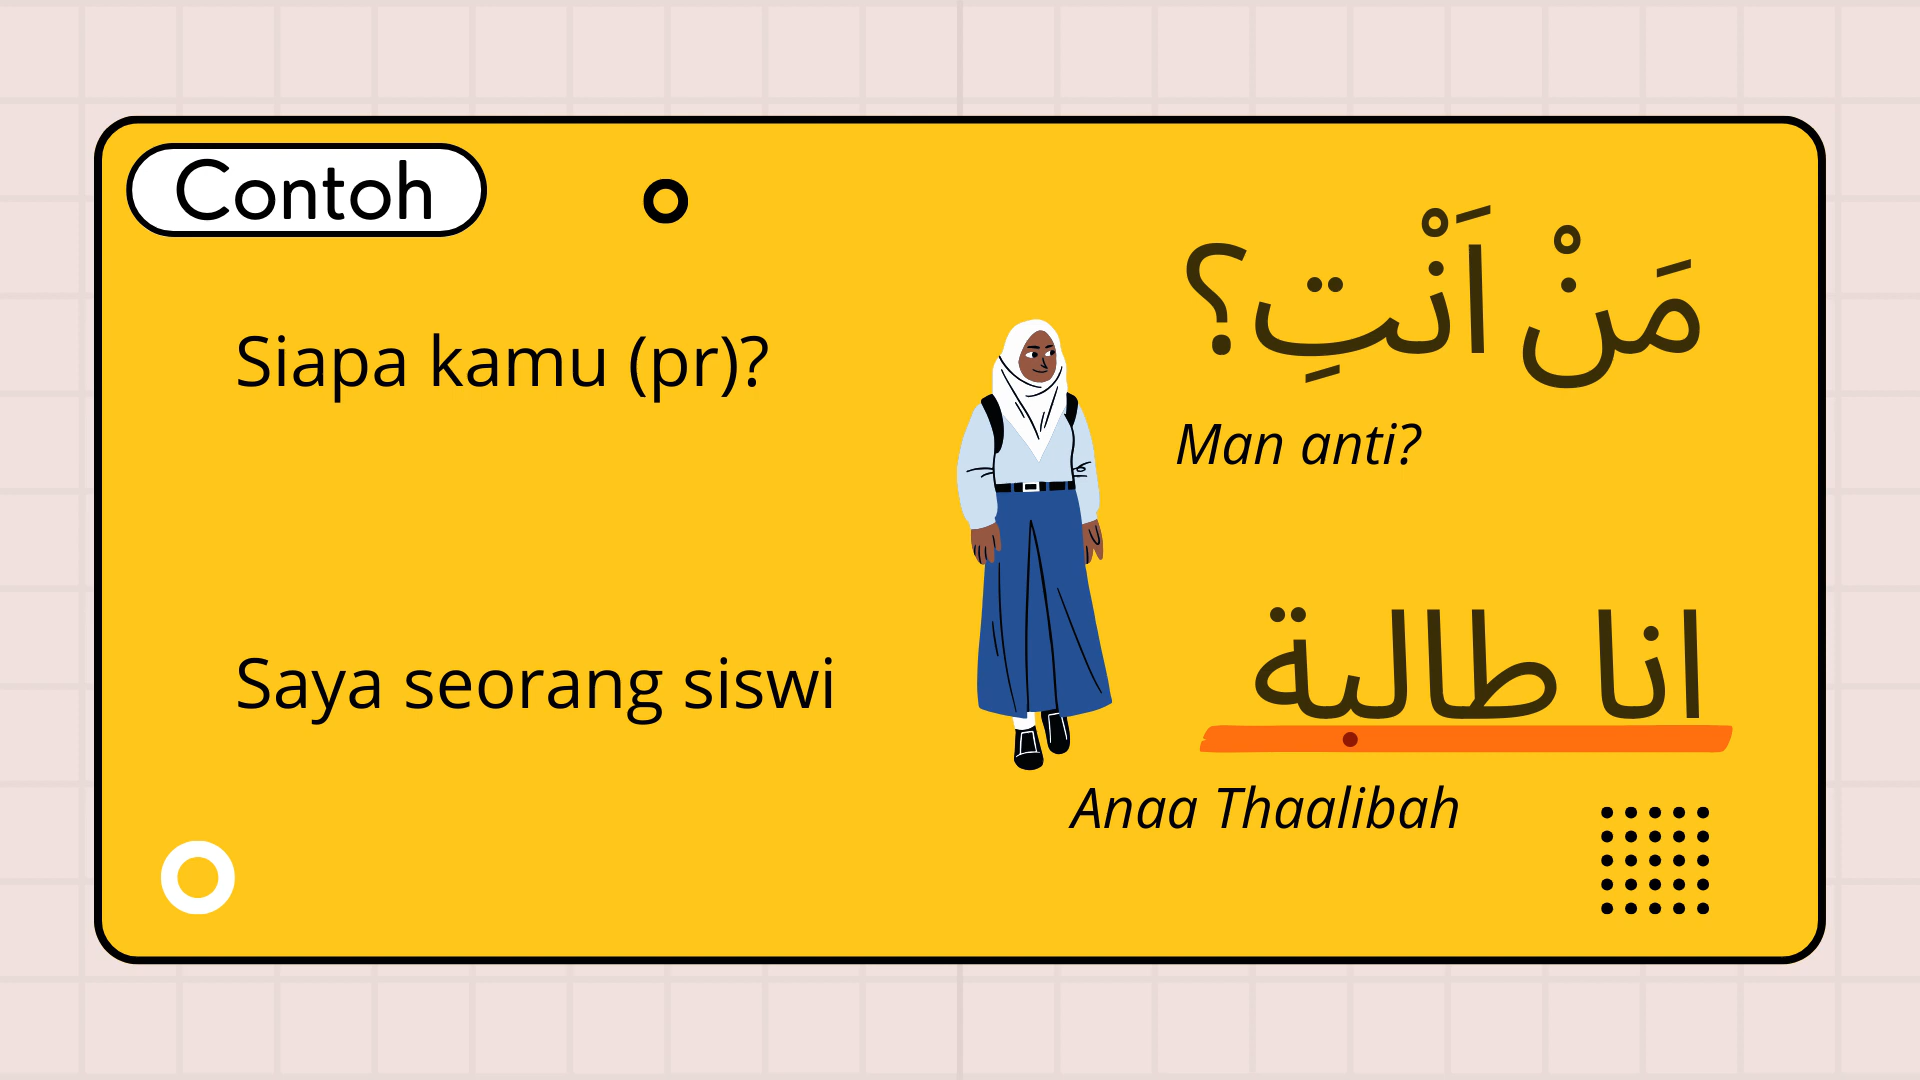 Contoh
Siapa kamu (pr)?
مَنْ اَنْتِ؟
Man anti?
Saya seorang siswi
انا طالبة
Anaa Thaalibah